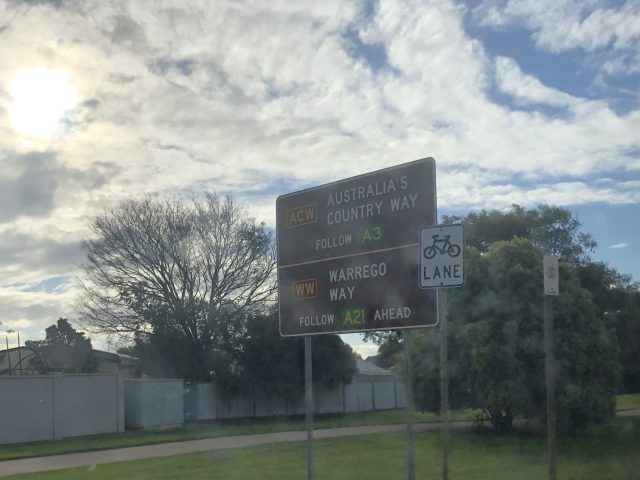 ACW
AUSTRALIA'S
COUNTRY WAY
FOLLOW A3
WW
WARREGO
WAY
FOLLOW A21 AHEAD
LANE